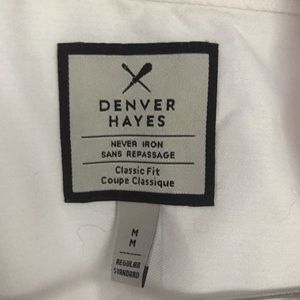 DENVER
HAYES
NEVER IRON
SANS REPASSAGE
Classic Fit
Coupe Classique
M
M
REGULAR
STANDARD